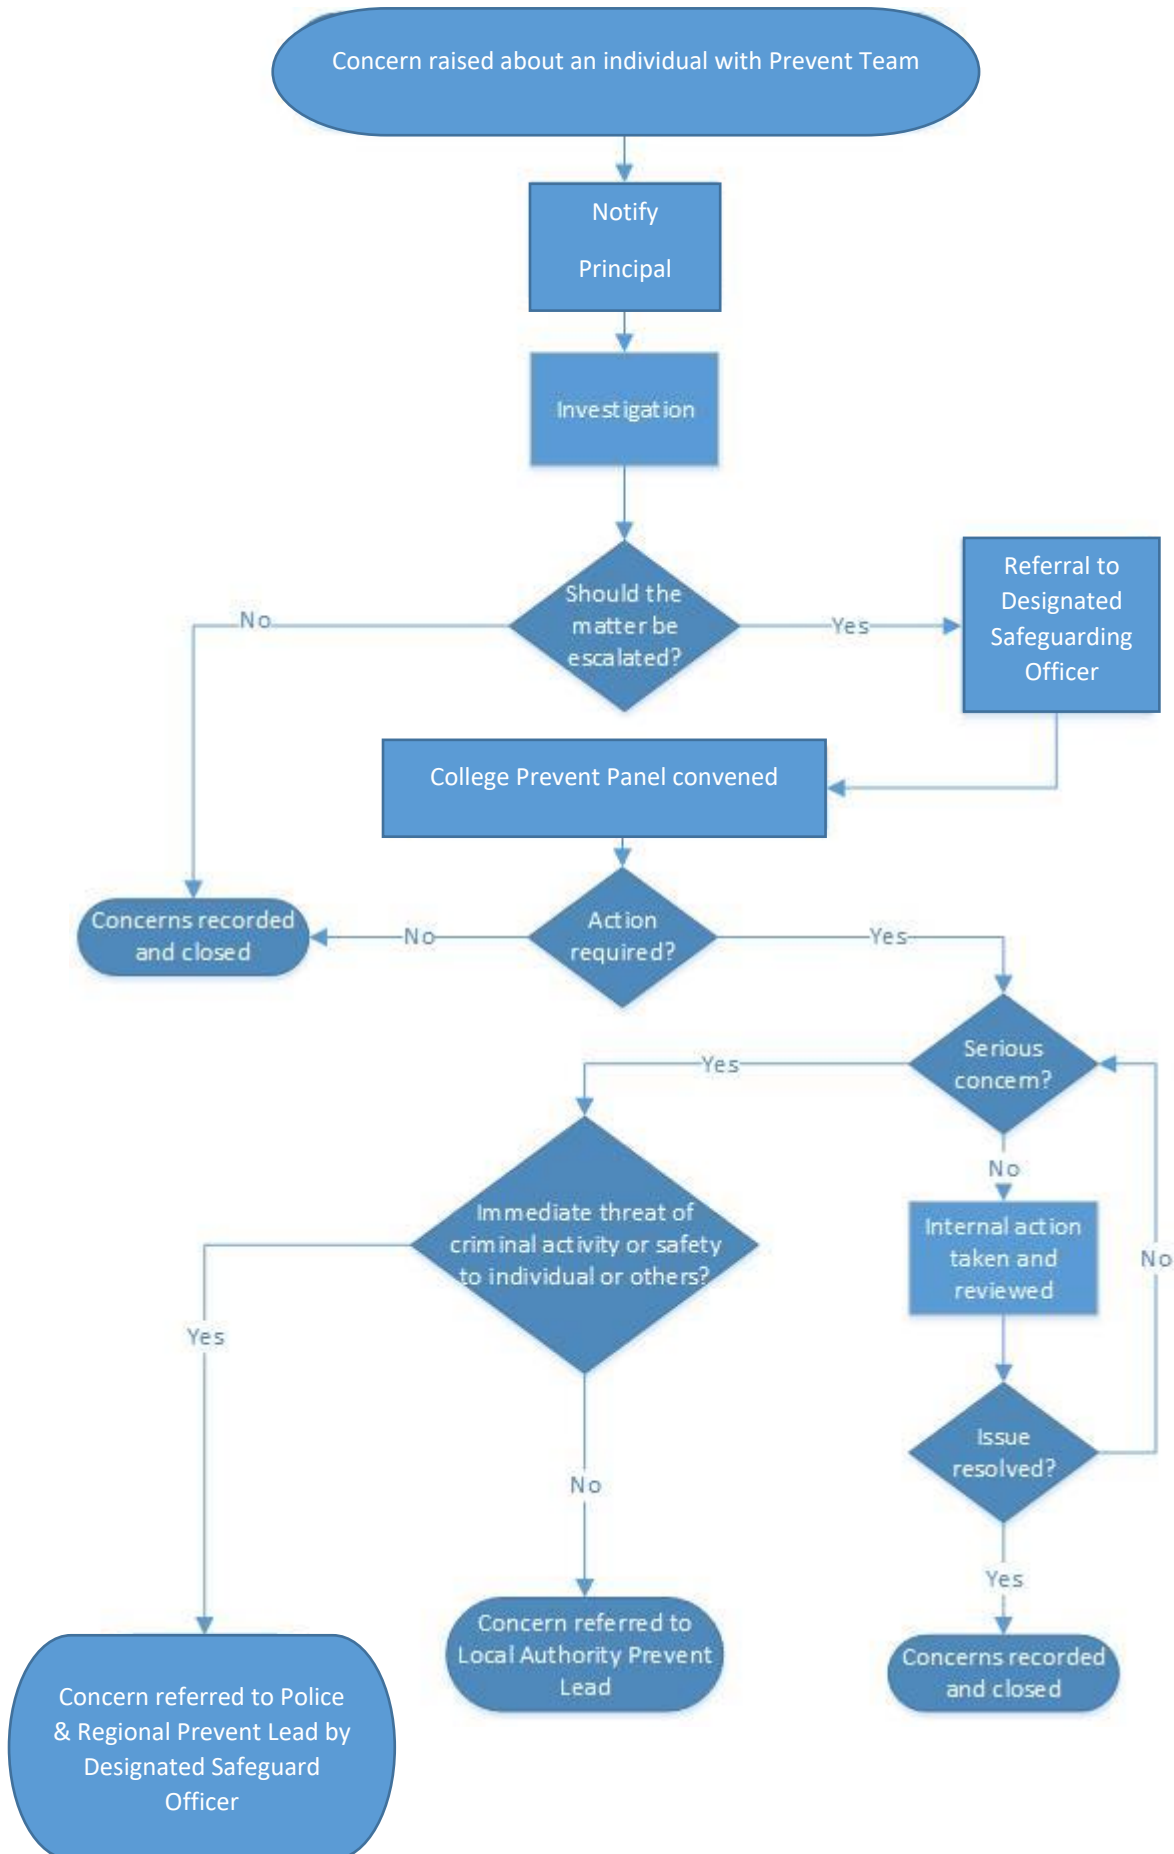 Concern raised about an individual with Prevent Team
Notify
Principal
Investigation
Should the
matter be
escalated?
No
Yes
Referral to
Designated
Safeguarding
Officer
College Prevent Panel convened
Concerns recorded
and closed
No
Action
required?
Yes
Serious
concern?
Yes
No
Immediate threat of
criminal activity or safety
to individual or others?
Internal action
taken and
reviewed
No
Yes
Issue
resolved?
No
Yes
Concern referred to
Local Authority Prevent
Lead
Concerns recorded
and closed
Concern referred to Police
& Regional Prevent Lead by
Designated Safeguard
Officer